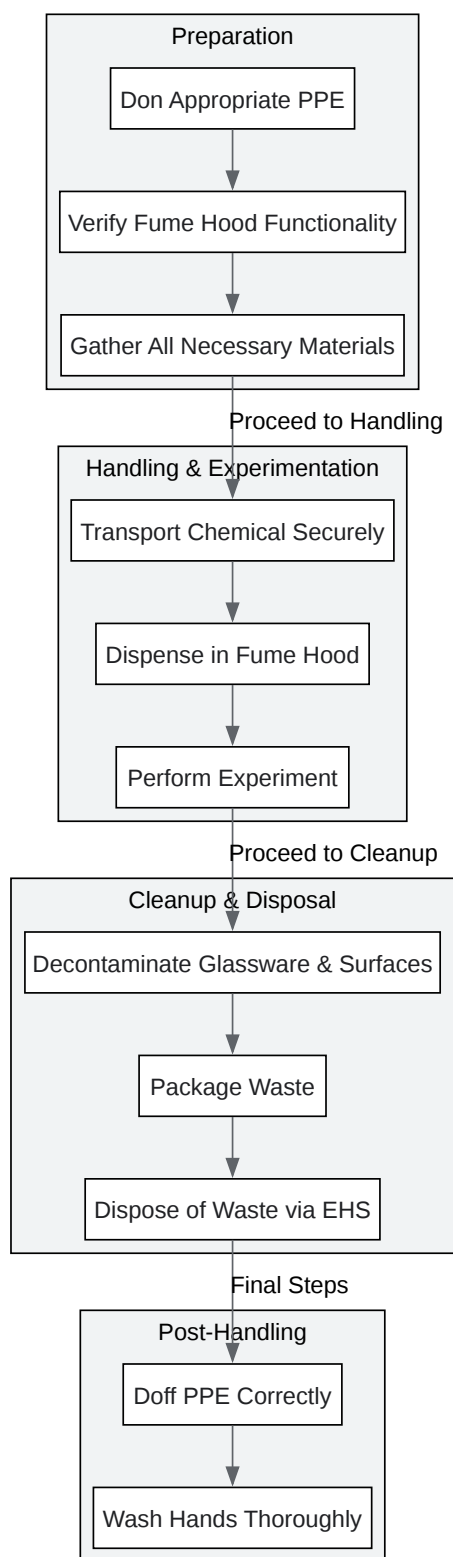 Preparation
Don Appropriate PPE
Verify Fume Hood Functionality
Gather All Necessary Materials
Proceed to Handling
Handling & Experimentation
Transport Chemical Securely
Dispense in Fume Hood
Perform Experiment
Proceed to Cleanup
Cleanup & Disposal
Decontaminate Glassware & Surfaces
Package Waste
Dispose of Waste via EHS
Final Steps
Post-Handling
Doff PPE Correctly
Wash Hands Thoroughly